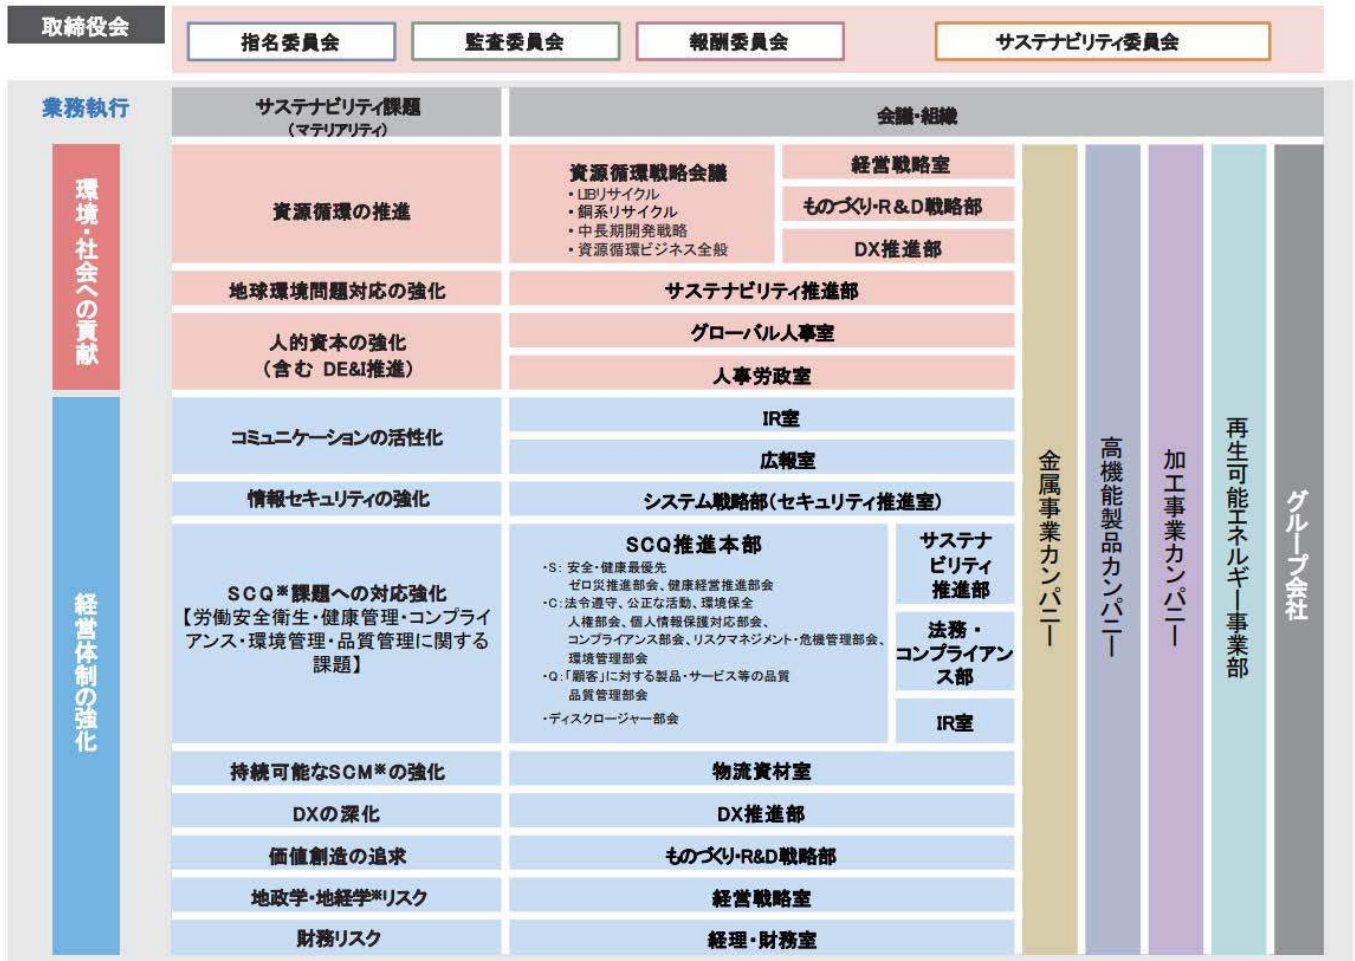 取締役会
指名委員会
監査委員会
報酬委員会
サステナビリティ委員会
業務執行
サステナビリティ課題
(マテリアリティ)
会議・組織
環境・社会への貢献
資源循環の推進
資源循環戦略会議
・LIBリサイクル
・銅系リサイクル
・中長期開発戦略
・資源循環ビジネス全般
経営戦略室
ものづくり・R&D戦略部
DX推進部
地球環境問題対応の強化
サステナビリティ推進部
人的資本の強化
(含む DE&I推進)
グローバル人事室
人事労政室
経営体制の強化
コミュニケーションの活性化
IR室
広報室
情報セキュリティの強化
システム戦略部(セキュリティ推進室)
SCQ※課題への対応強化
【労働安全衛生・健康管理・コンプライ
アンス・環境管理・品質管理に関する
課題】
SCQ推進本部
・S: 安全・健康最優先
ゼロ災推進部会、健康経営推進部会
・C:法令遵守、公正な活動、環境保全
人権部会、個人情報保護対応部会、
コンプライアンス部会、リスクマネジメント・危機管理部会、
環境管理部会
・Q:「顧客」に対する製品・サービス等の品質
品質管理部会
・ディスクロージャー部会
サステナ
ビリティ
推進部
法務・
コンプライアン
ス部
IR室
持続可能なSCM※の強化
物流資材室
DXの深化
DX推進部
価値創造の追求
ものづくり・R&D戦略部
地政学・地経学※リスク
経営戦略室
財務リスク
経理・財務室
金属事業カンパニー
高機能製品カンパニー
加工事業カンパニー
再生可能エネルギー事業部
グループ会社